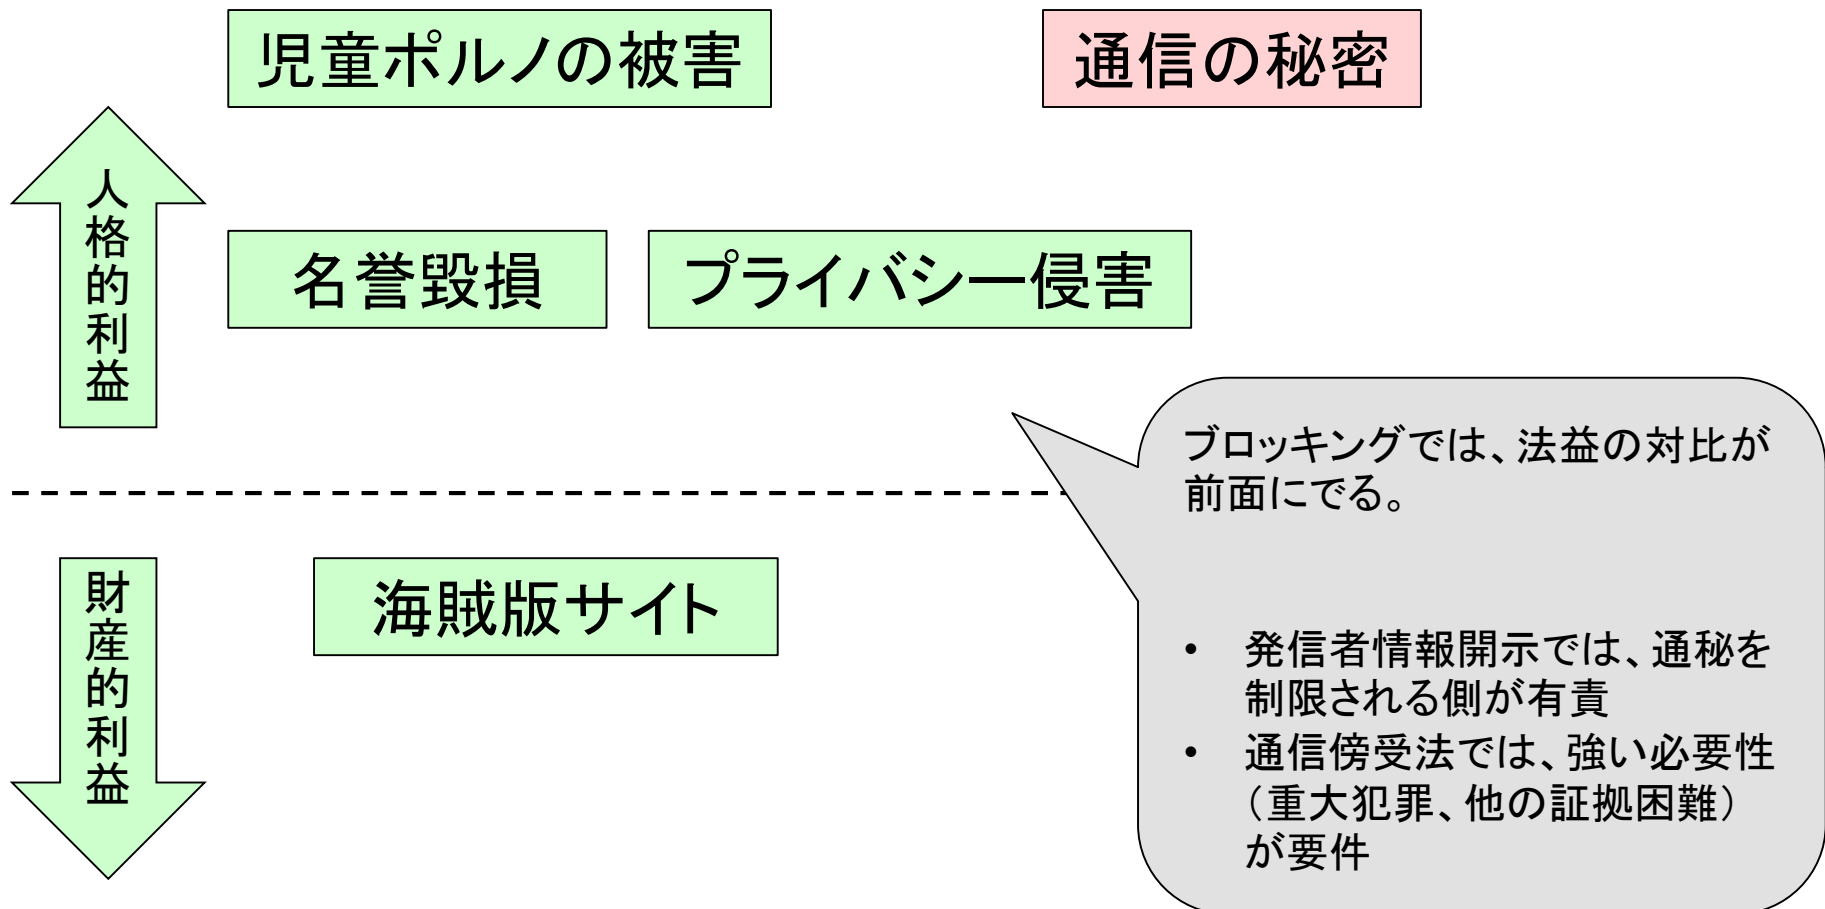 児童ポルノの被害
通信の秘密
人格的利益
名誉毀損
プライバシー侵害
ブロッキングでは、法益の対比が
前面にでる。
財産的利益
海賊版サイト
• 発信者情報開示では、通秘を
制限される側が有責
• 通信傍受法では、強い必要性
（重大犯罪、他の証拠困難）
が要件